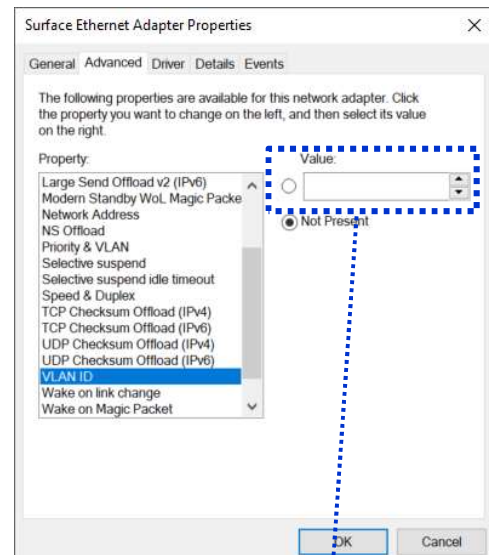 Surface Ethernet Adapter Properties
General Advanced Driver Details Events
The following properties are available for this network adapter. Click
the property you want to change on the left, and then select its value
on the right.
Property:
Value:
Large Send Offload v2 (IPv6)
Modern Standby WoL Magic Packe
Network Address
NS Offload
Priority & VLAN
Selective suspend
Selective suspend idle timeout
Speed & Duplex
TCP Checksum Offload (IPv4)
TCP Checksum Offload (IPv6)
UDP Checksum Offload (IPv4)
UDP Checksum Offload (IPv6)
VLAN ID
Wake on link change
Wake on Magic Packet
Not Present
OK
Cancel